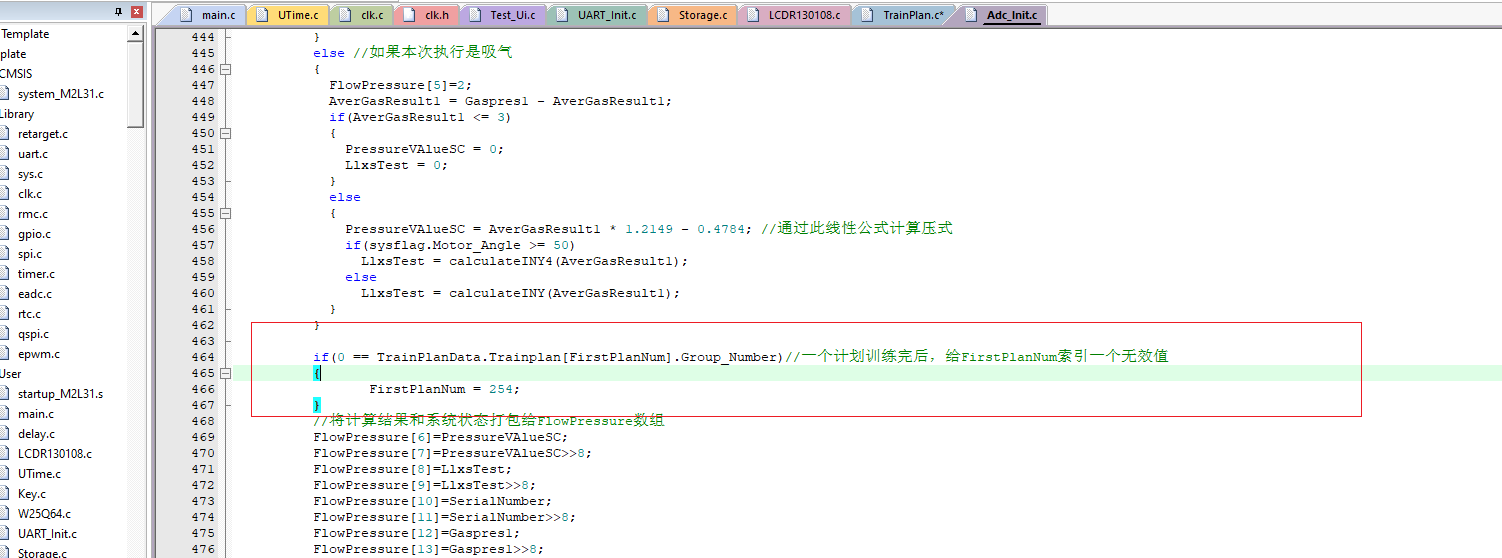 main.c UTime.c clk.c clk.h Test_Ui.c UART_Init.c Storage.c LCDR130108.c TrainPlan.c* Adc_Init.c
Template
plate
CMSIS
system_M2L31.c
Library
retarget.c
uart.c
sys.c
clk.c
rmc.c
gpio.c
spi.c
timer.c
eadc.c
rtc.c
qspi.c
epwm.c
User
startup_M2L31.s
main.c
delay.c
LCDR130108.c
UTime.c
Key.c
W25Q64.c
UART_Init.c
Storage.c
444 }
445 else //如果本次执行是吸气
446 {
447 FlowPressure[5]=2;
448 AverGasResult1 = Gaspres1 - AverGasResult1;
449 if(AverGasResult1 <= 3)
450 {
451 PressureVAlueSC = 0;
452 LlxsTest = 0;
453 }
454 else
455 {
456 PressureVAlueSC = AverGasResult1 * 1.2149 - 0.4784; //通过此线性公式计算压式
457 if(sysflag.Motor_Angle >= 50)
458 LlxsTest = calculateINY4(AverGasResult1);
459 else
460 LlxsTest = calculateINY(AverGasResult1);
461 }
462 }
463
464 if(0 == TrainPlanData.Trainplan[FirstPlanNum].Group_Number)//一个计划训练完后，给FirstPlanNum索引一个无效值
465 {
466 FirstPlanNum = 254;
467 }
468 //将计算结果和系统状态打包给FlowPressure数组
469 FlowPressure[6]=PressureVAlueSC;
470 FlowPressure[7]=PressureVAlueSC>>8;
471 FlowPressure[8]=LlxsTest;
472 FlowPressure[9]=LlxsTest>>8;
473 FlowPressure[10]=SerialNumber;
474 FlowPressure[11]=SerialNumber>>8;
475 FlowPressure[12]=Gaspres1;
476 FlowPressure[13]=Gaspres1>>8;